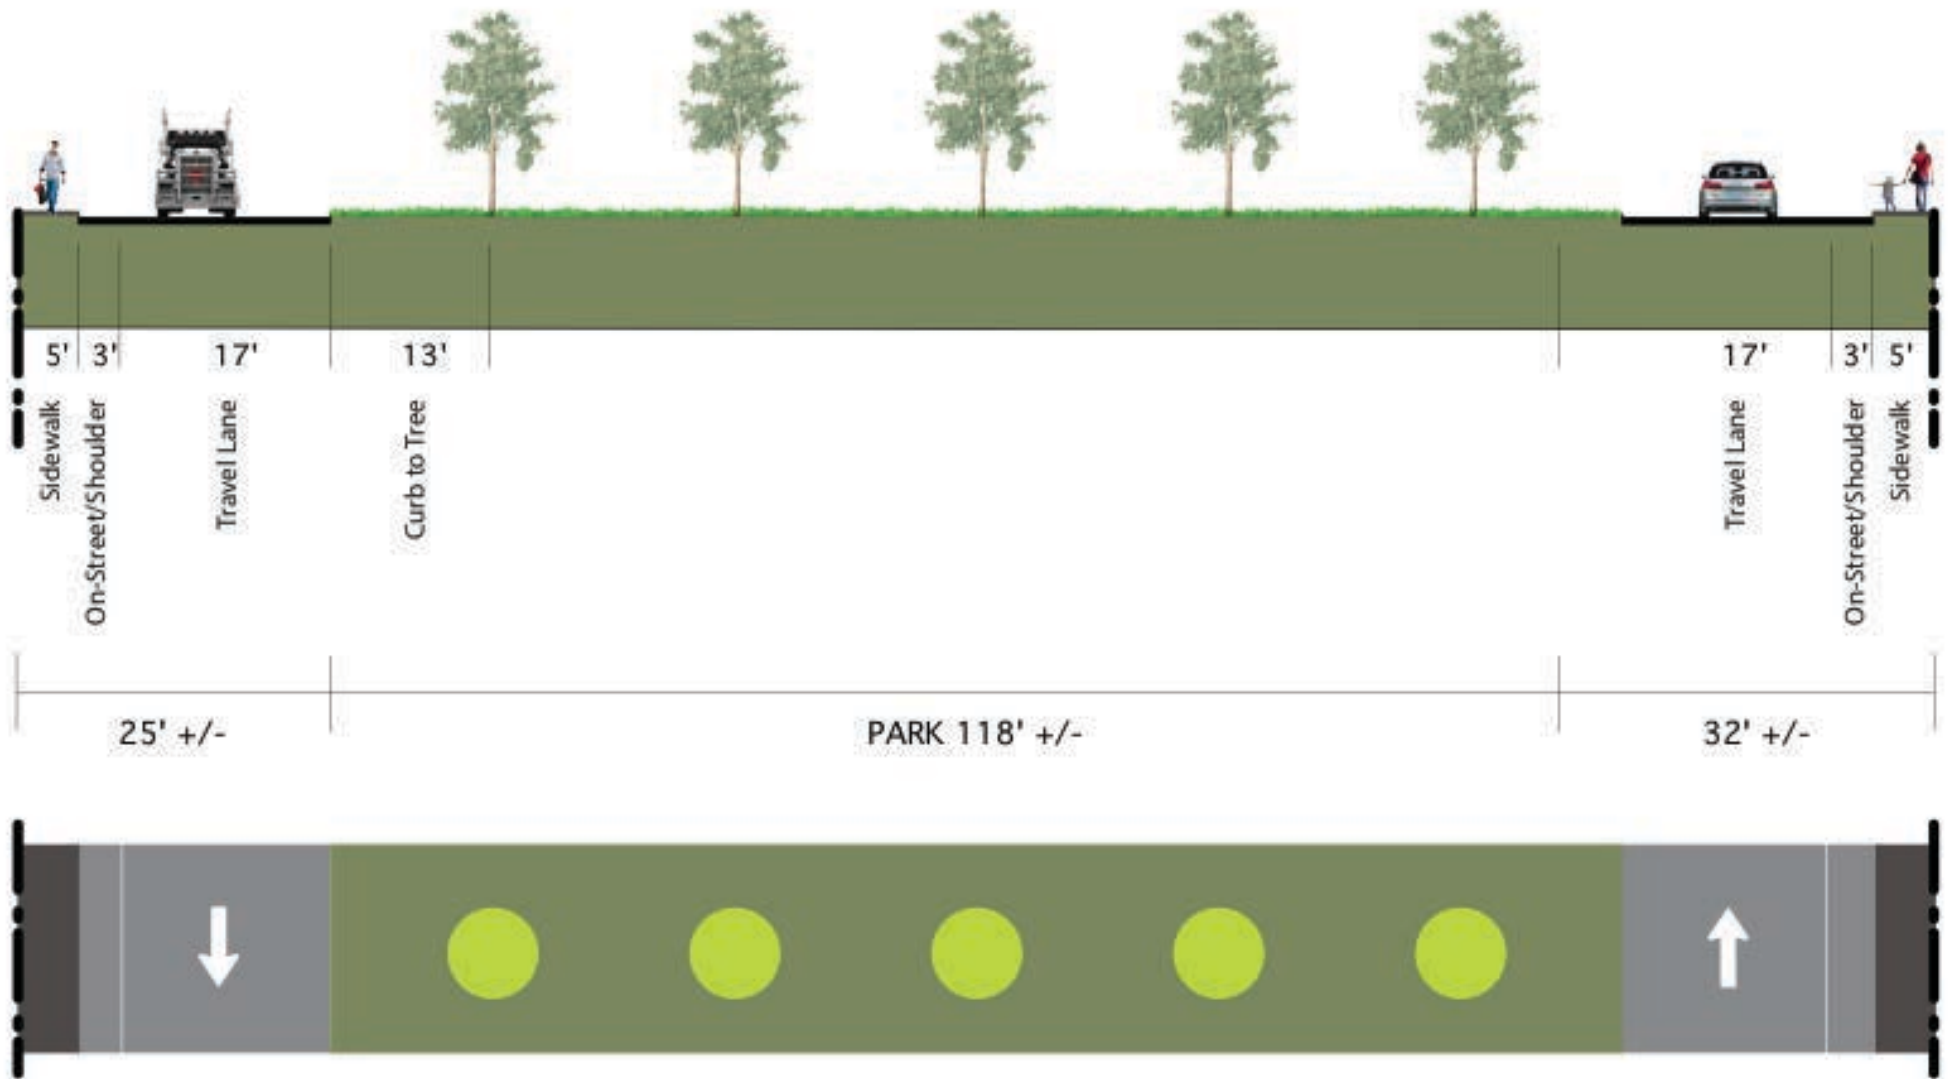 5' 3' 17' 13' 17' 3' 5'
Sidewalk
On-Street/Shoulder
Travel Lane
Curb to Tree
Travel Lane
On-Street/Shoulder
Sidewalk
25' +/- PARK 118' +/- 32' +/-